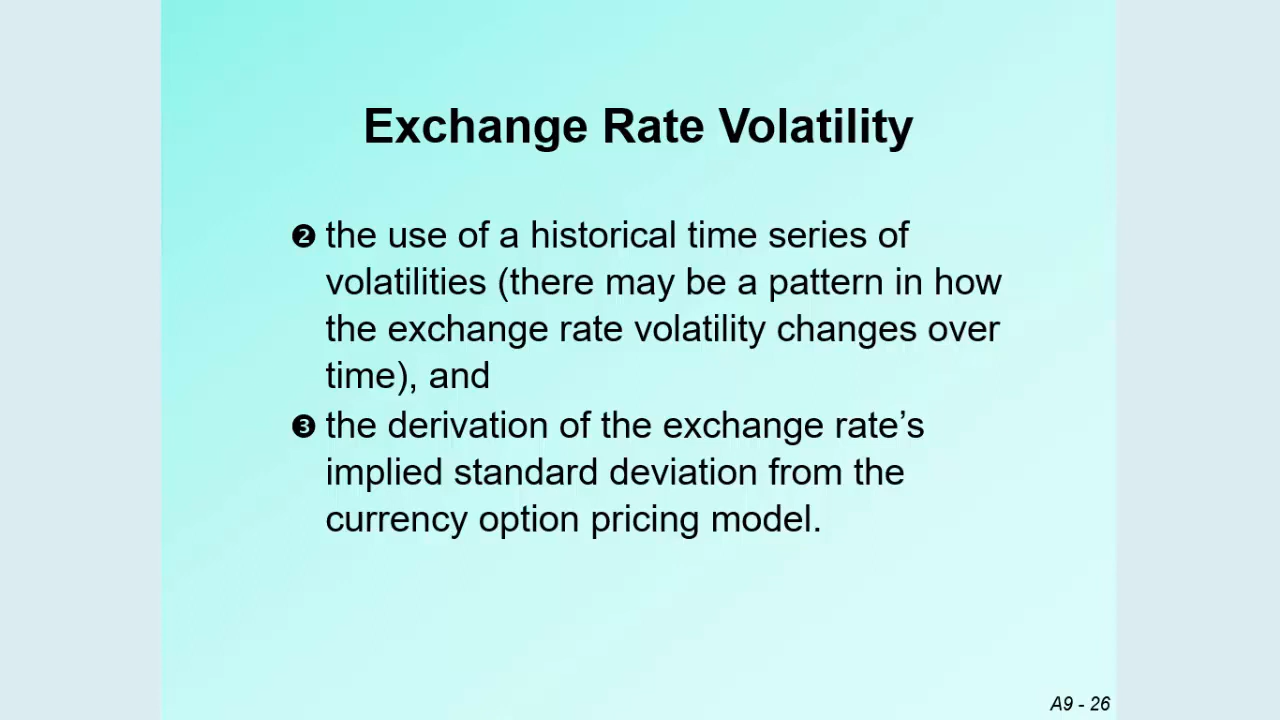 Exchange Rate Volatility
❷ the use of a historical time series of
volatilities (there may be a pattern in how
the exchange rate volatility changes over
time), and
❸ the derivation of the exchange rate’s
implied standard deviation from the
currency option pricing model.
A9 - 26